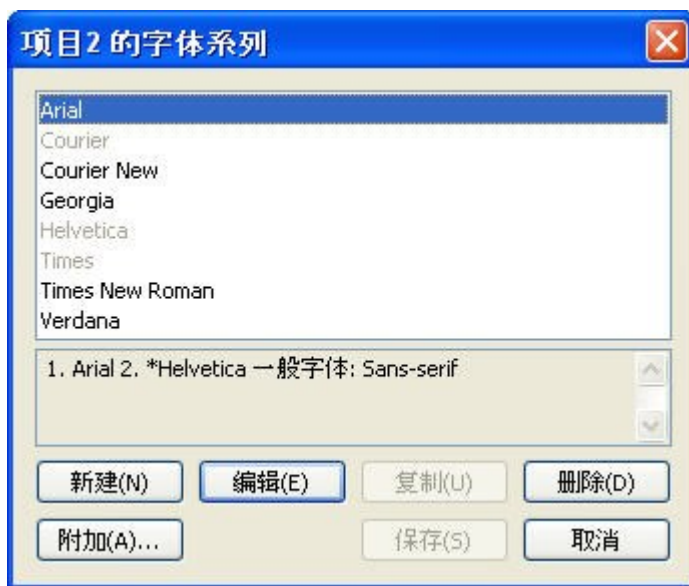 项目2 的字体系列
Arial
Courier
Courier New
Georgia
Helvetica
Times
Times New Roman
Verdana
1. Arial 2. *Helvetica 一般字体: Sans-serif
新建(N) 编辑(E) 复制(U) 删除(D)
附加(A)... 保存(S) 取消